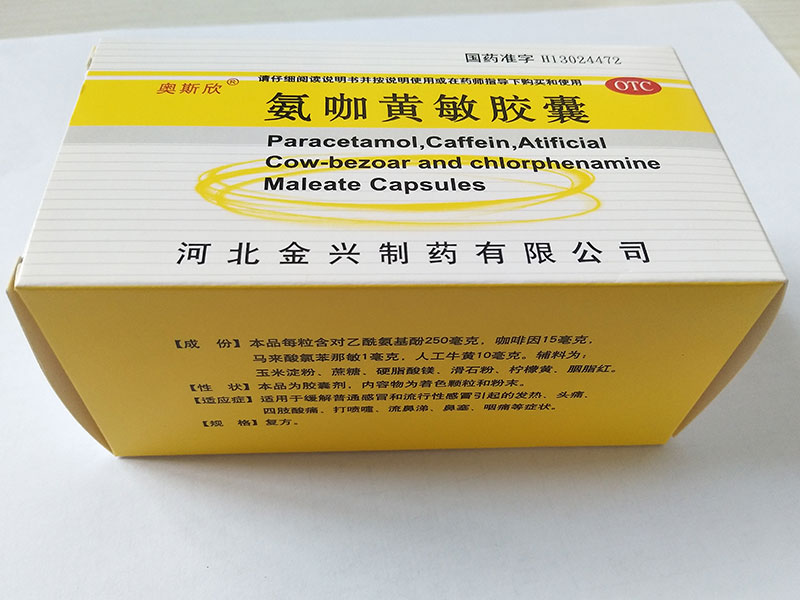 国药准字 H13024472
奥斯欣®
请仔细阅读说明书并按说明使用或在药师指导下购买和使用
OTC
氨咖黄敏胶囊
Paracetamol,Caffein,Atificial
Cow-bezoar and chlorphenamine
Maleate Capsules
河北金兴制药有限公司
【成 份】本品每粒含对乙酰氨基酚250毫克，咖啡因15毫克，
马来酸氯苯那敏1毫克，人工牛黄10毫克。辅料为：
玉米淀粉、蔗糖、硬脂酸镁、滑石粉、柠檬黄、胭脂红。
【性 状】本品为胶囊剂，内容物为着色颗粒和粉末。
【适应症】适用于缓解普通感冒和流行性感冒引起的发热、头痛、
四肢酸痛、打喷嚏、流鼻涕、鼻塞、咽痛等症状。
【规 格】复方。